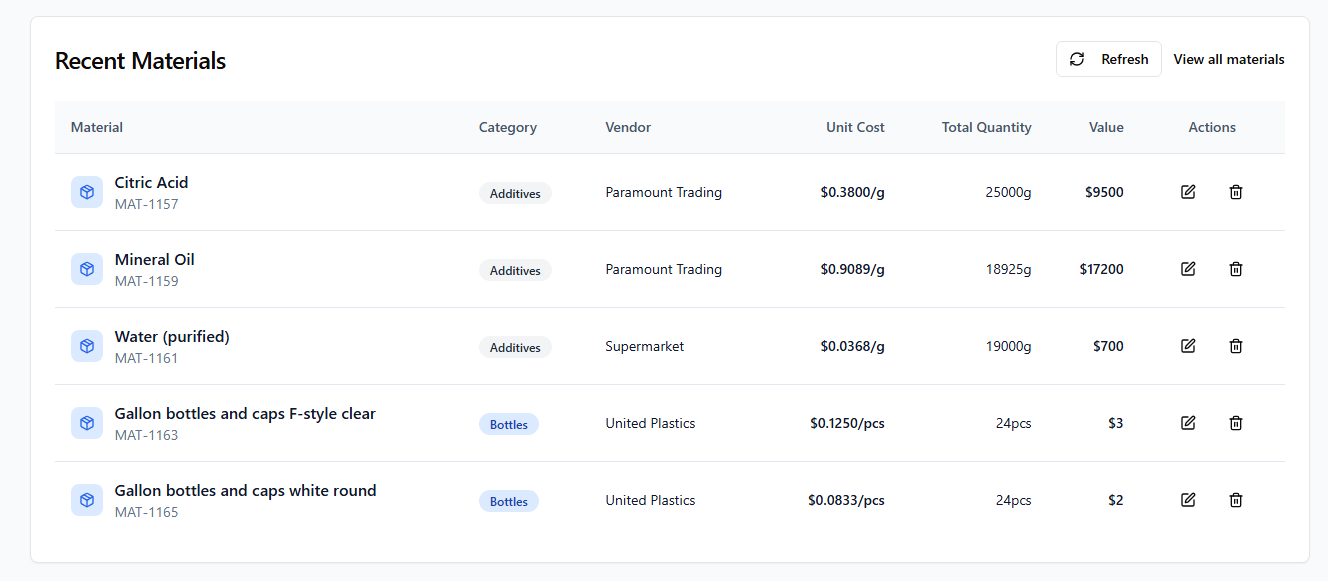 Recent Materials
Refresh
View all materials
Material Category Vendor Unit Cost Total Quantity Value Actions
Citric Acid
MAT-1157
Additives Paramount Trading $0.3800/g 25000g $9500
Mineral Oil
MAT-1159
Additives Paramount Trading $0.9089/g 18925g $17200
Water (purified)
MAT-1161
Additives Supermarket $0.0368/g 19000g $700
Gallon bottles and caps F-style clear
MAT-1163
Bottles United Plastics $0.1250/pcs 24pcs $3
Gallon bottles and caps white round
MAT-1165
Bottles United Plastics $0.0833/pcs 24pcs $2